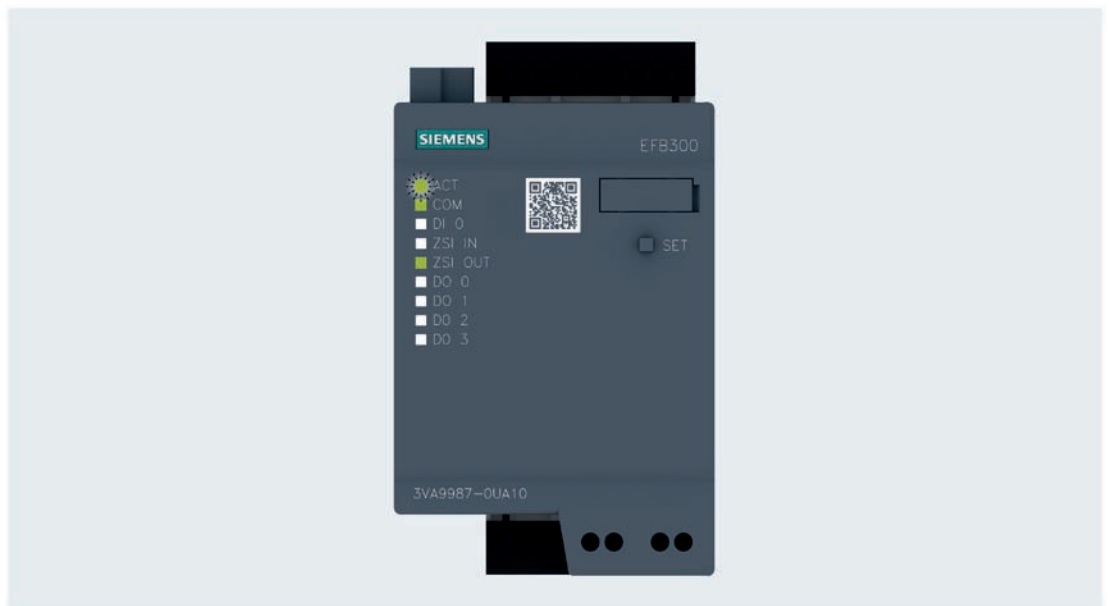 SIEMENS
EFB300
ACT
COM
DI 0
ZSI IN
ZSI OUT
DO 0
DO 1
DO 2
DO 3
SET
3VA9987-0UA10